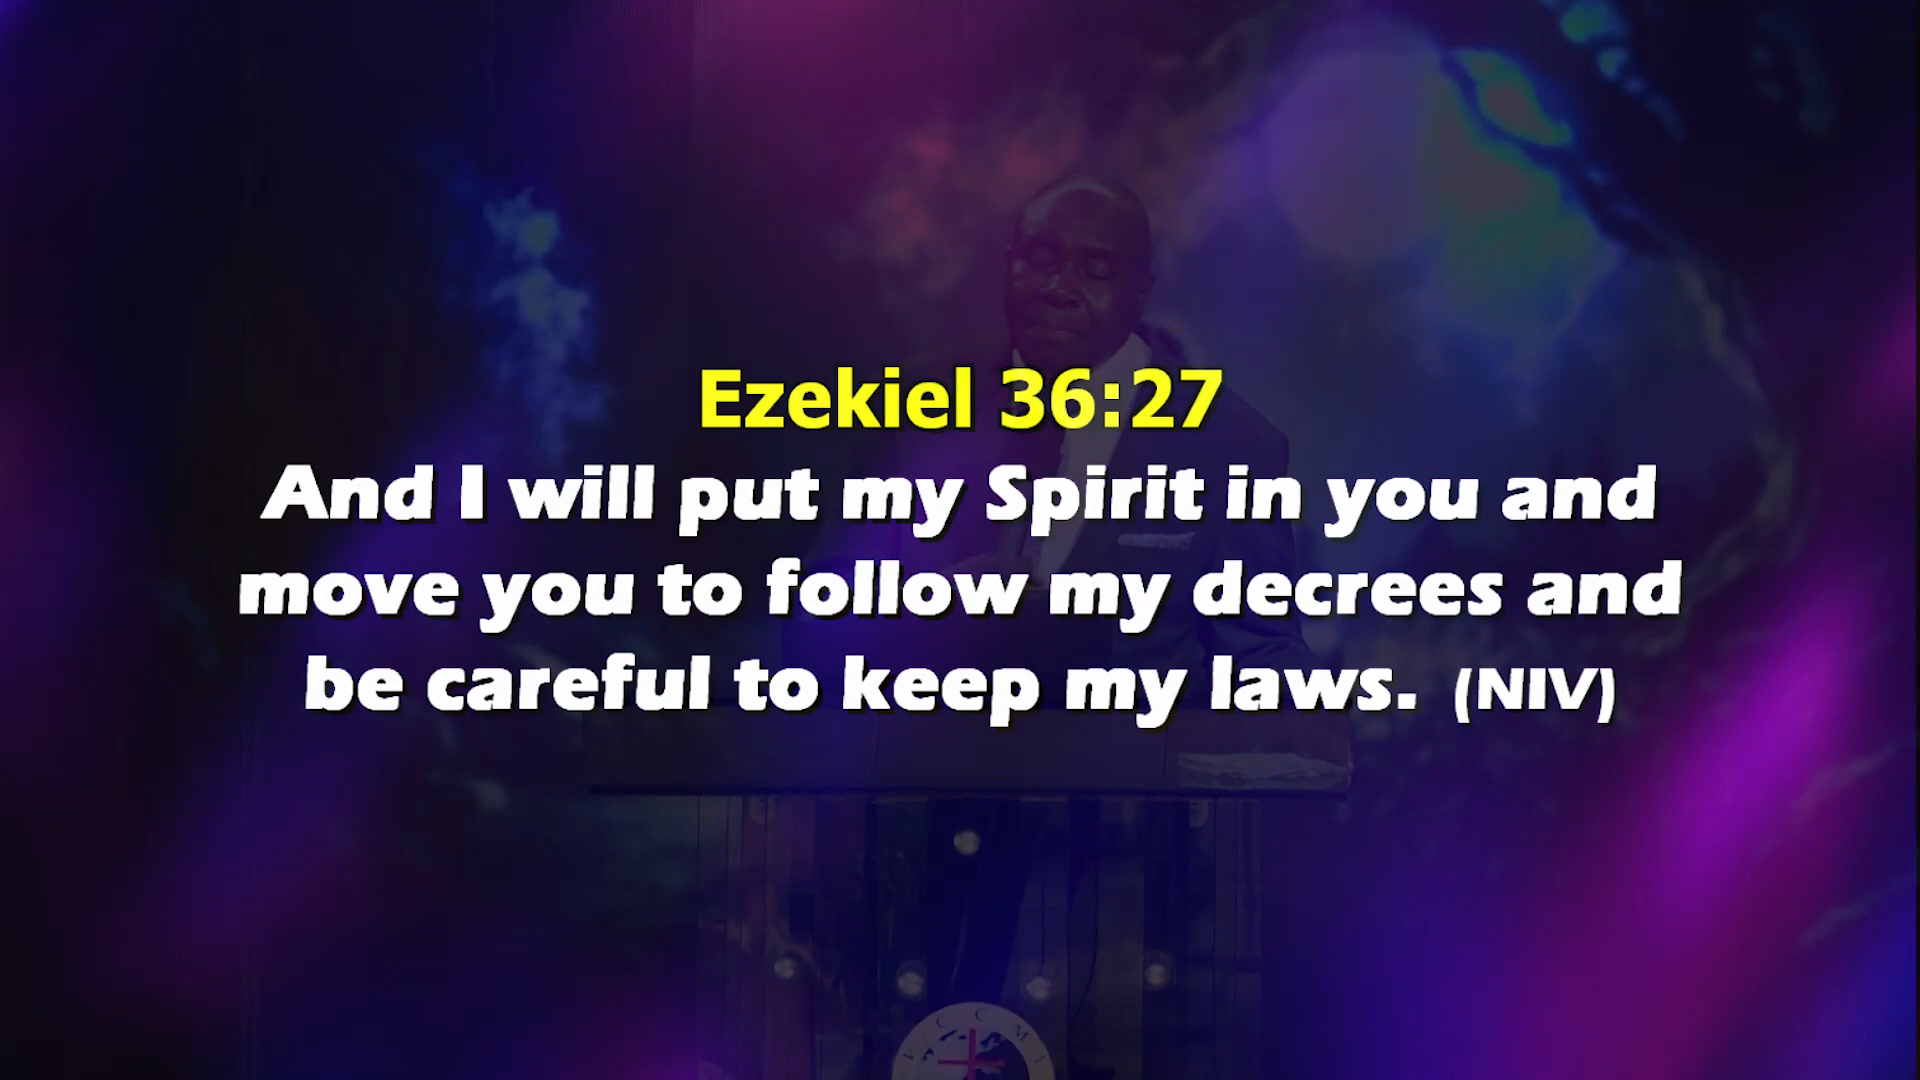 Ezekiel 36:27
And I will put my Spirit in you and
move you to follow my decrees and
be careful to keep my laws. (NIV)